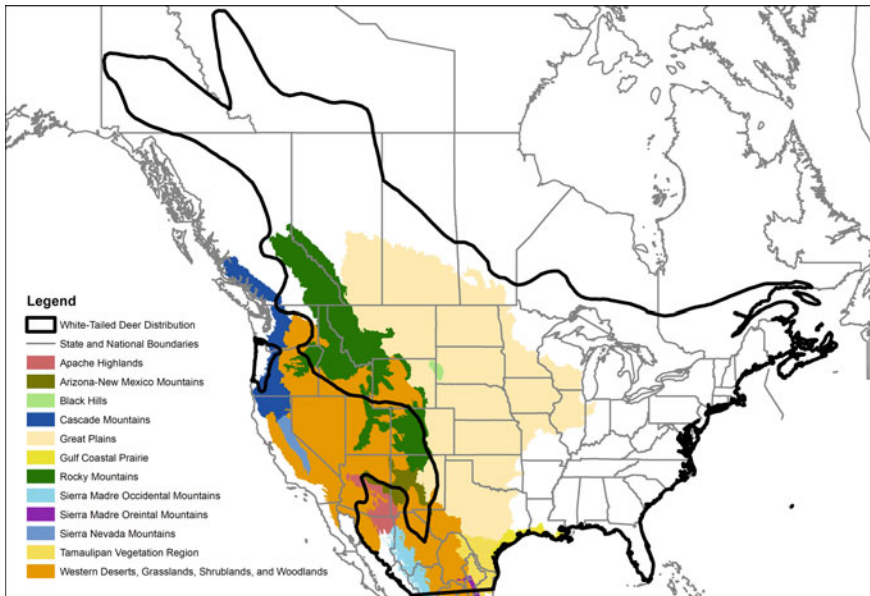 Legend
White-Tailed Deer Distribution
State and National Boundaries
Apache Highlands
Arizona-New Mexico Mountains
Black Hills
Cascade Mountains
Great Plains
Gulf Coastal Prairie
Rocky Mountains
Sierra Madre Occidental Mountains
Sierra Madre Oreintal Mountains
Sierra Nevada Mountains
Tamaulipan Vegetation Region
Western Deserts, Grasslands, Shrublands, and Woodlands